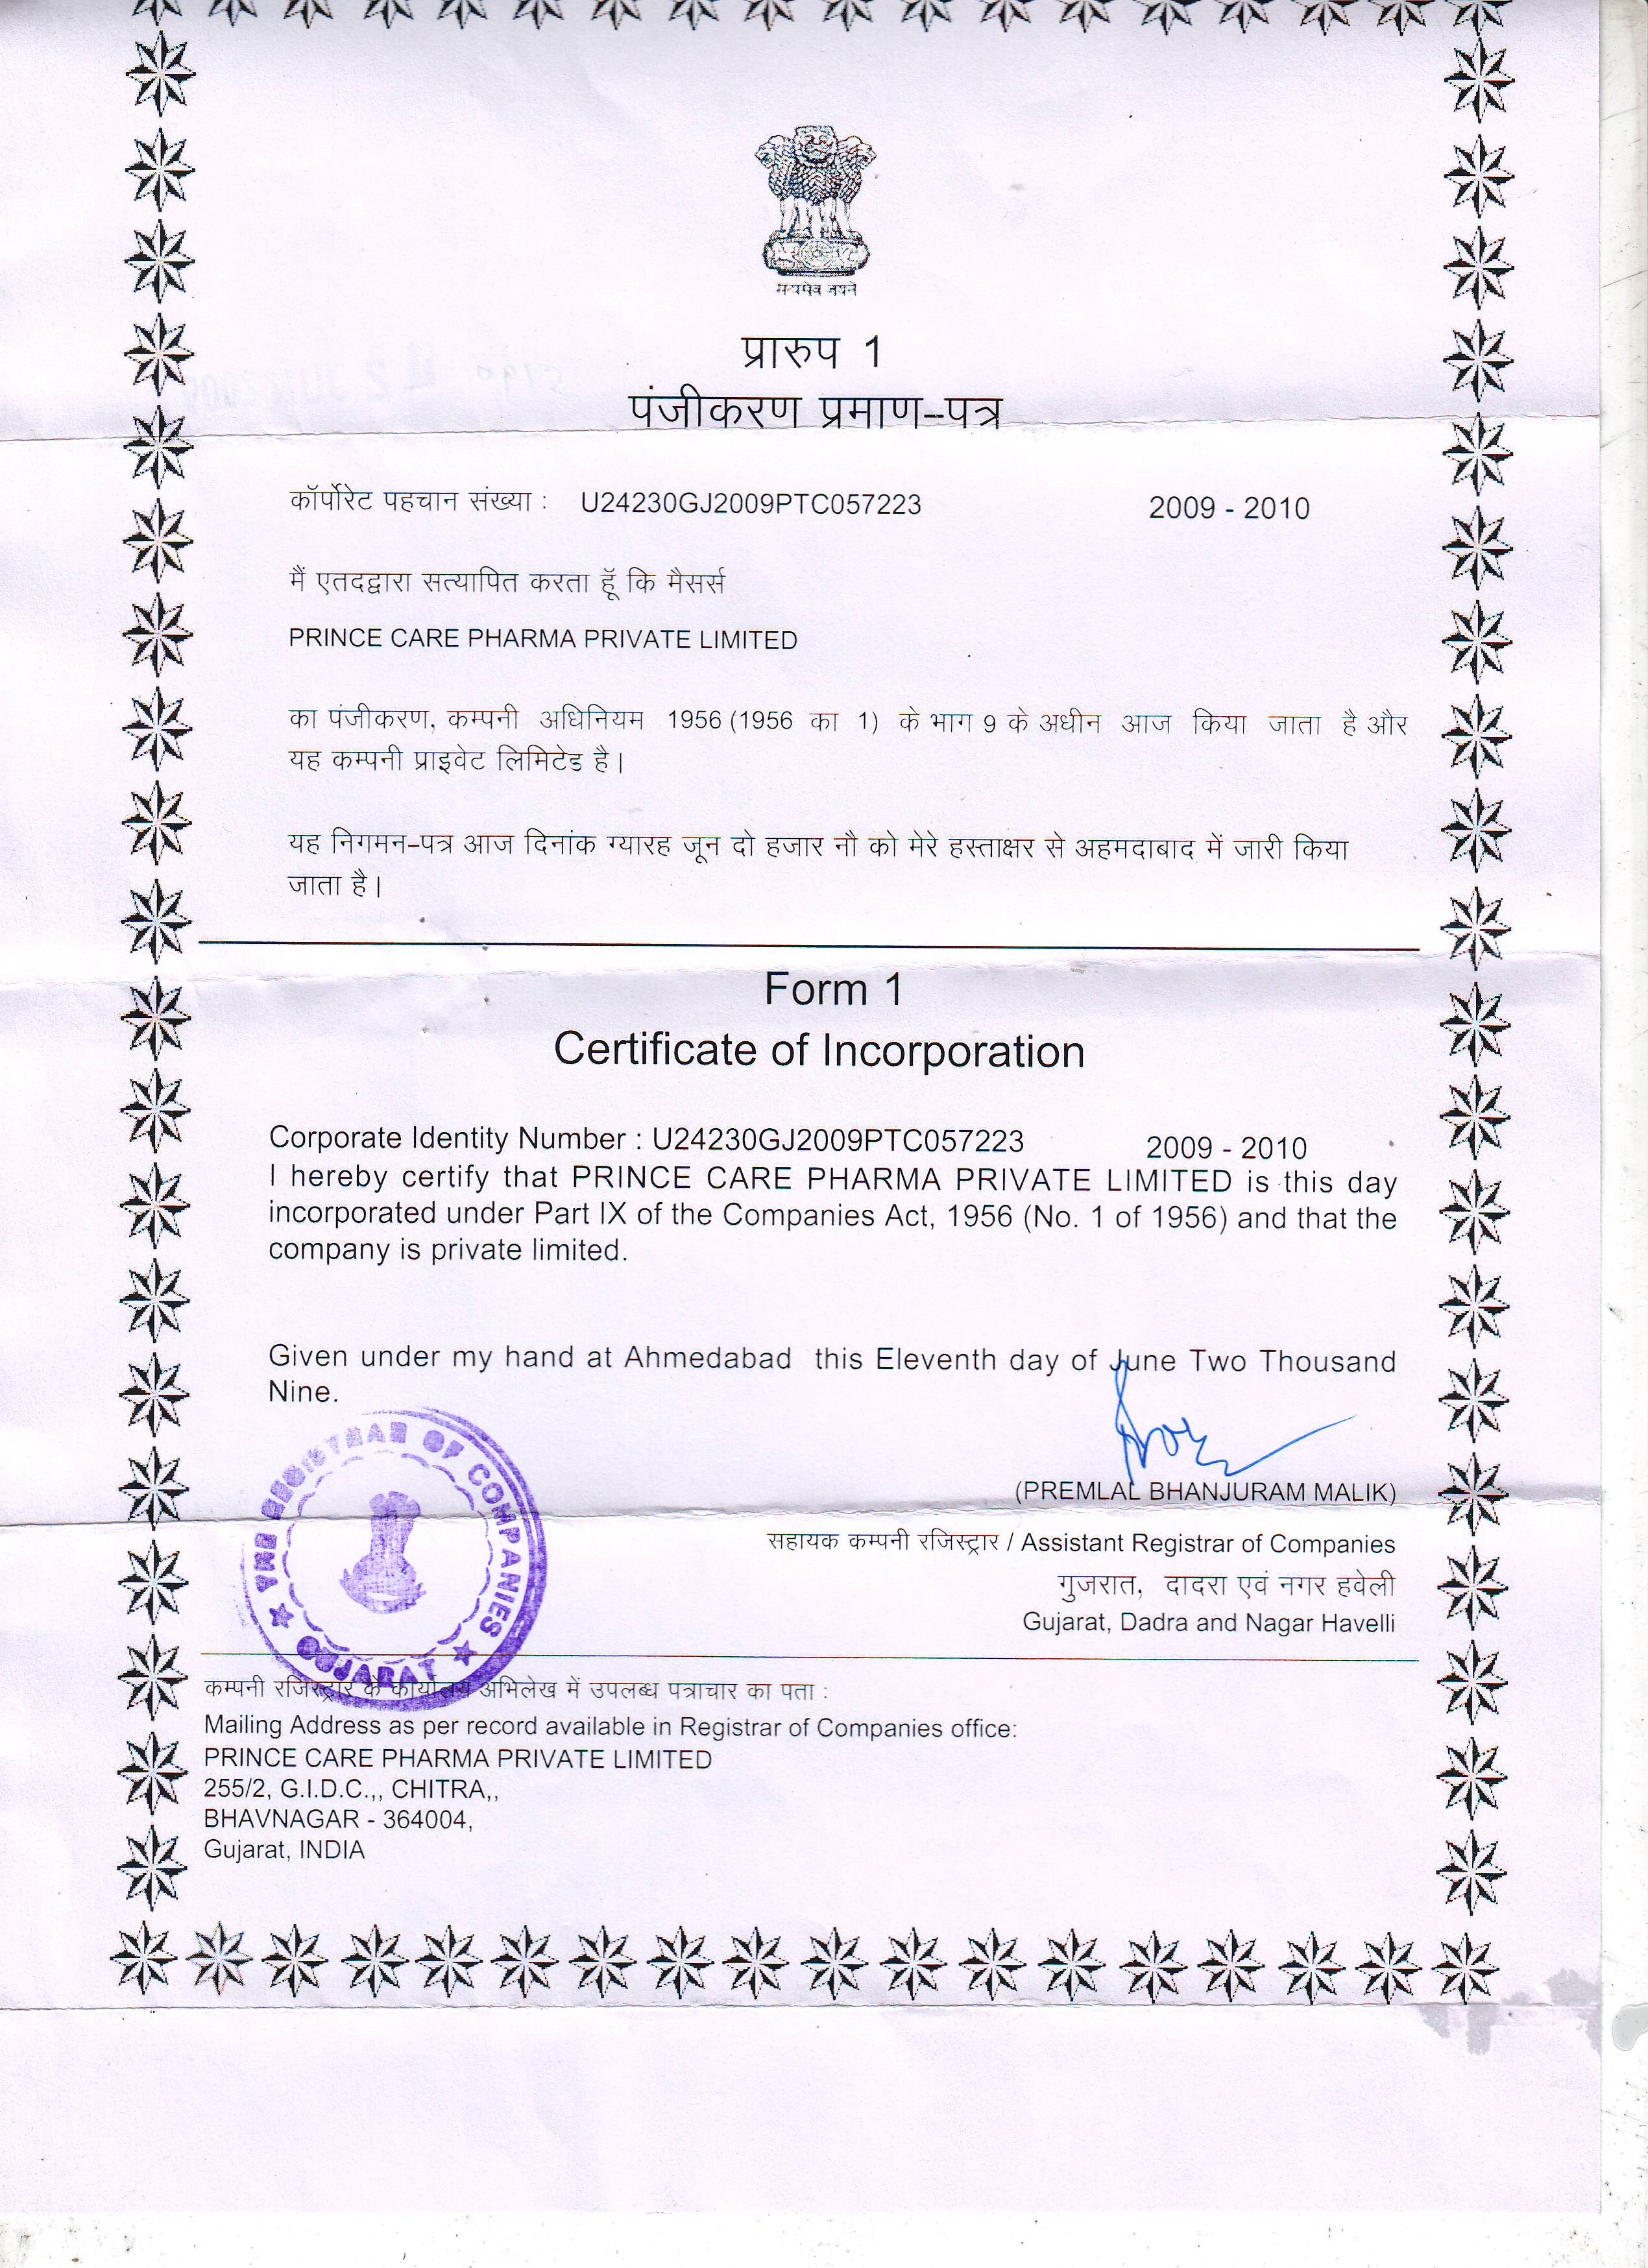 सत्यमेव जयते
प्रारुप 1
पंजीकरण प्रमाण-पत्र
कॉर्पोरेट पहचान संख्या : U24230GJ2009PTC057223 2009 - 2010
मैं एतदद्वारा सत्यापित करता हूँ कि मैसर्स
PRINCE CARE PHARMA PRIVATE LIMITED
का पंजीकरण, कम्पनी अधिनियम 1956 (1956 का 1) के भाग 9 के अधीन आज किया जाता है और
यह कम्पनी प्राइवेट लिमिटेड है।
यह निगमन-पत्र आज दिनांक ग्यारह जून दो हजार नौ को मेरे हस्ताक्षर से अहमदाबाद में जारी किया
जाता है।
Form 1
Certificate of Incorporation
Corporate Identity Number : U24230GJ2009PTC057223 2009 - 2010
I hereby certify that PRINCE CARE PHARMA PRIVATE LIMITED is this day
incorporated under Part IX of the Companies Act, 1956 (No. 1 of 1956) and that the
company is private limited.
Given under my hand at Ahmedabad this Eleventh day of June Two Thousand
Nine.
(PREMLAL BHANJURAM MALIK)
सहायक कम्पनी रजिस्ट्रार / Assistant Registrar of Companies
गुजरात, दादरा एवं नगर हवेली
Gujarat, Dadra and Nagar Havelli
THE REGISTRAR OF COMPANIES
GUJARAT
कम्पनी रजिस्ट्रार के कार्यालय अभिलेख में उपलब्ध पत्राचार का पता :
Mailing Address as per record available in Registrar of Companies office:
PRINCE CARE PHARMA PRIVATE LIMITED
255/2, G.I.D.C.,, CHITRA,,
BHAVNAGAR - 364004,
Gujarat, INDIA